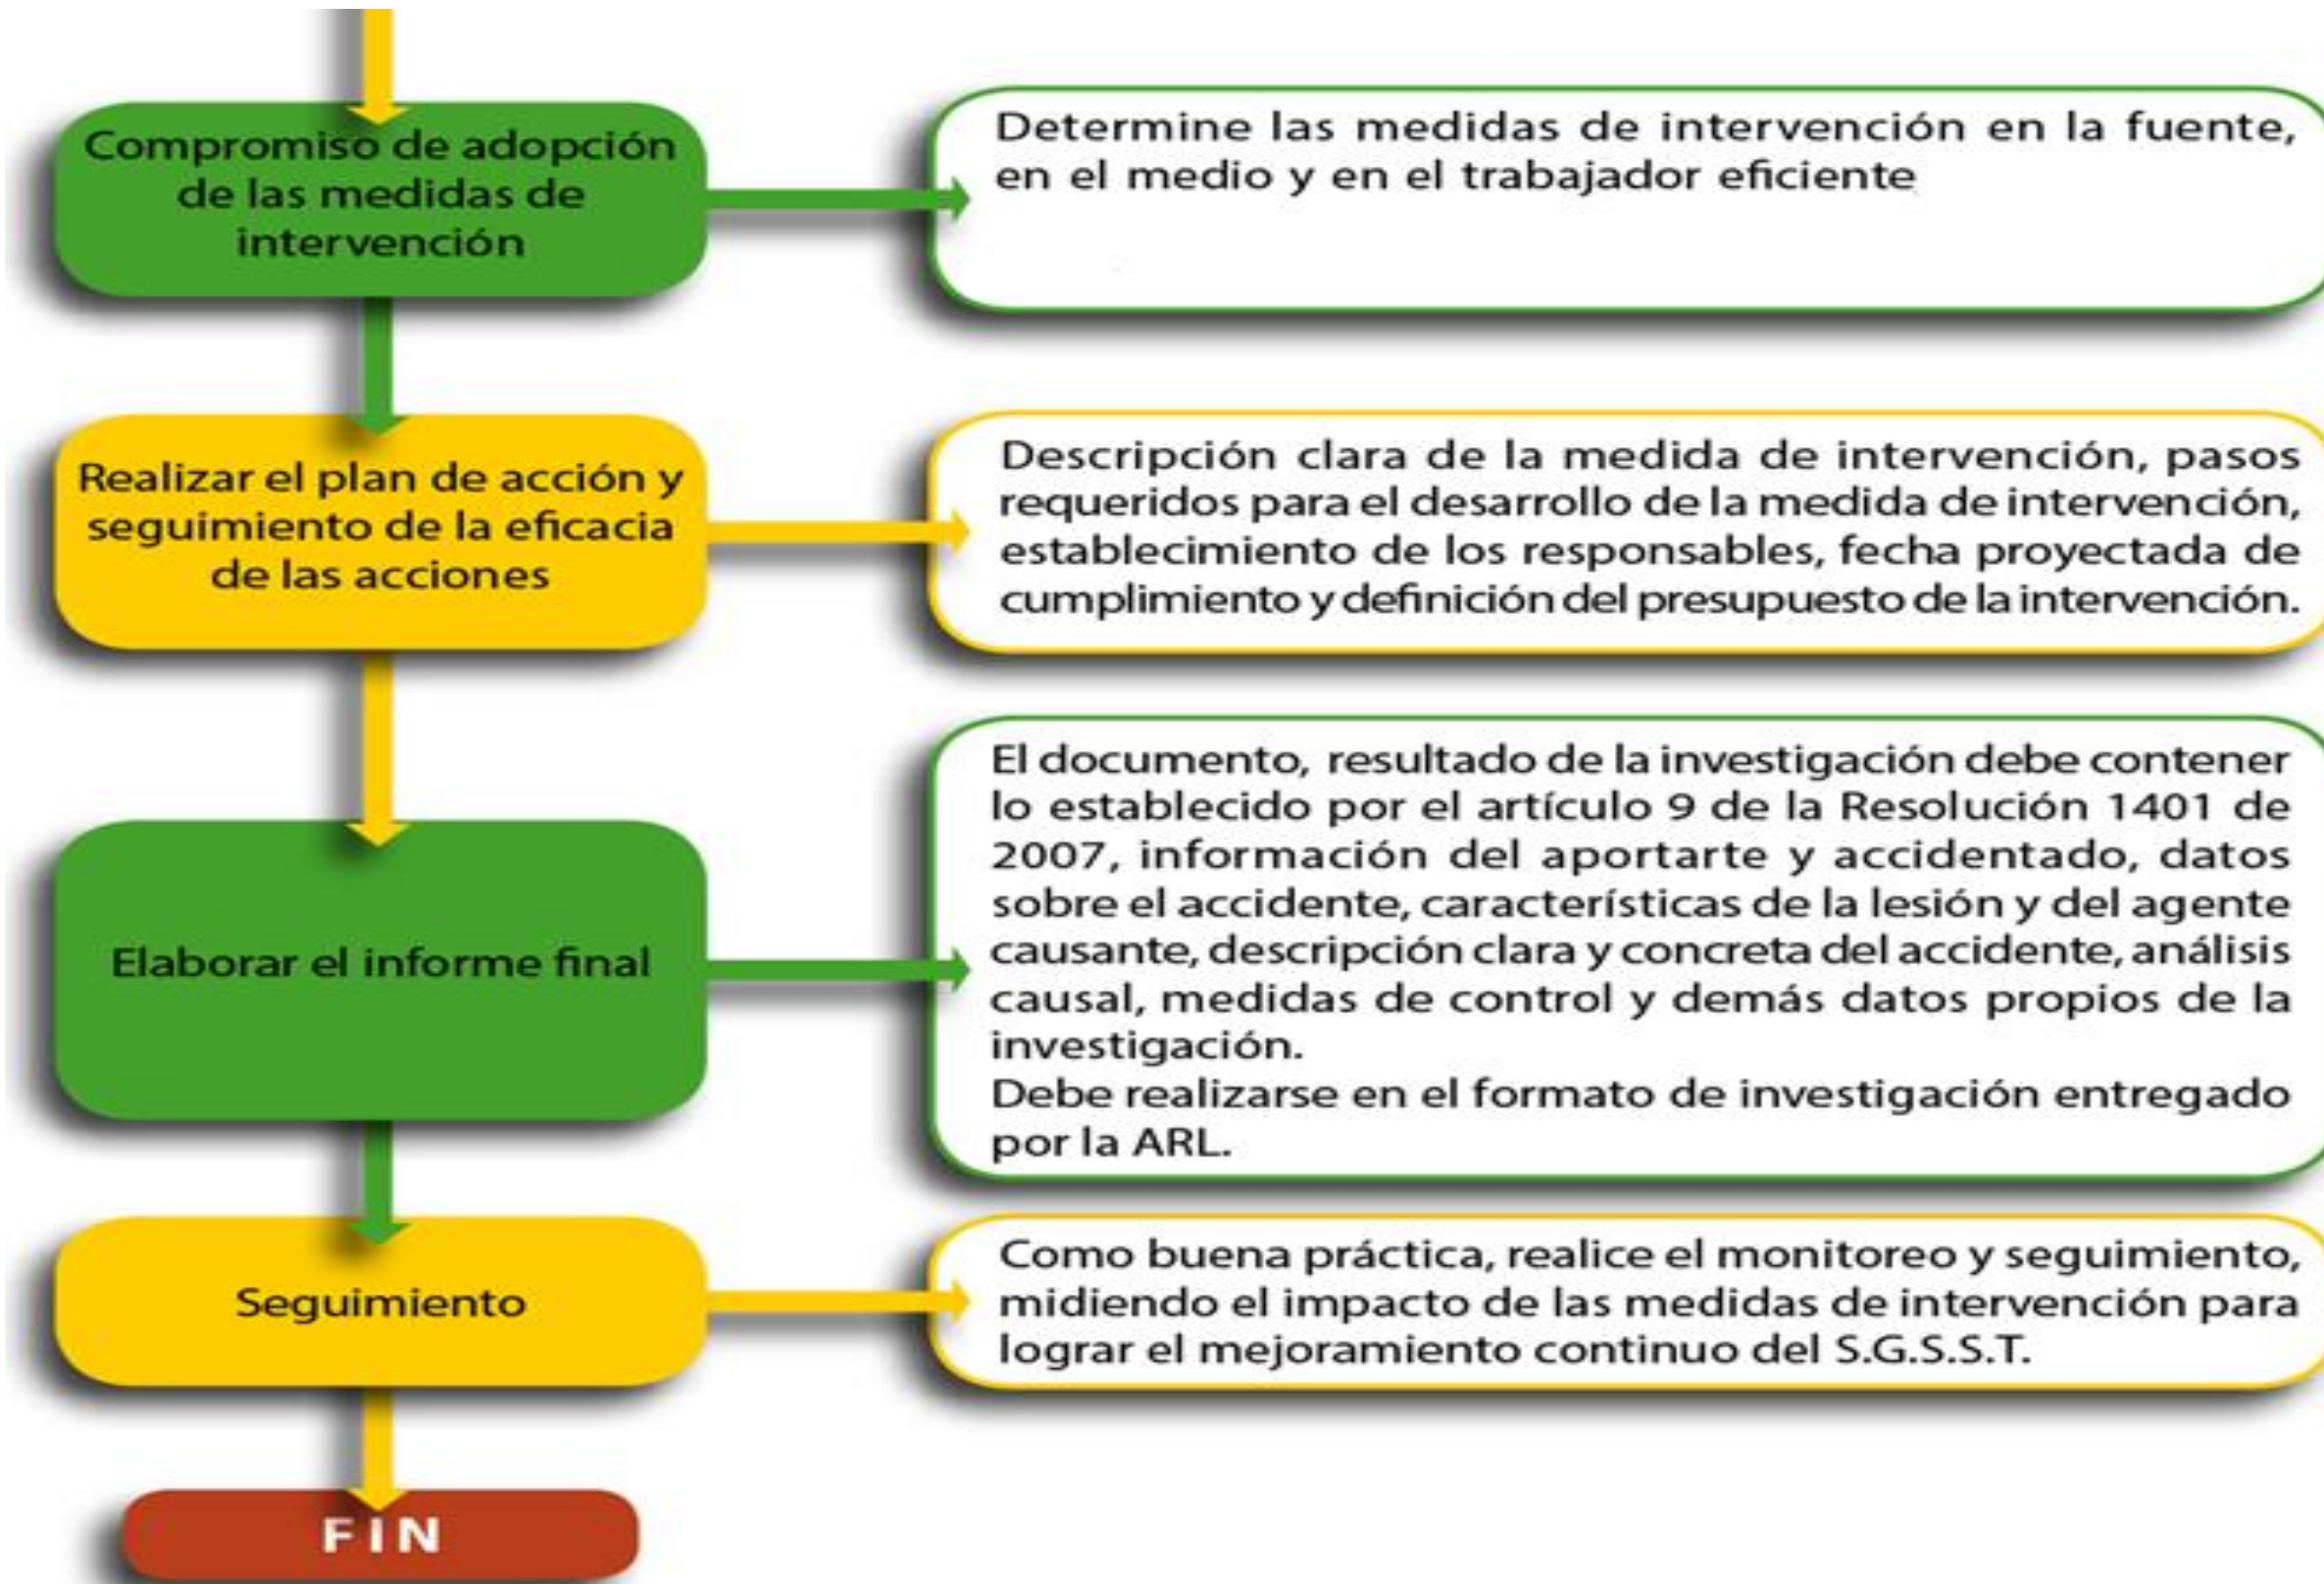 Compromiso de adopción
de las medidas de
intervención
Determine las medidas de intervención en la fuente,
en el medio y en el trabajador eficiente
Realizar el plan de acción y
seguimiento de la eficacia
de las acciones
Descripción clara de la medida de intervención, pasos
requeridos para el desarrollo de la medida de intervención,
establecimiento de los responsables, fecha proyectada de
cumplimiento y definición del presupuesto de la intervención.
Elaborar el informe final
El documento, resultado de la investigación debe contener
lo establecido por el artículo 9 de la Resolución 1401 de
2007, información del aportarte y accidentado, datos
sobre el accidente, características de la lesión y del agente
causante, descripción clara y concreta del accidente, análisis
causal, medidas de control y demás datos propios de la
investigación.
Debe realizarse en el formato de investigación entregado
por la ARL.
Seguimiento
Como buena práctica, realice el monitoreo y seguimiento,
midiendo el impacto de las medidas de intervención para
lograr el mejoramiento continuo del S.G.S.S.T.
FIN